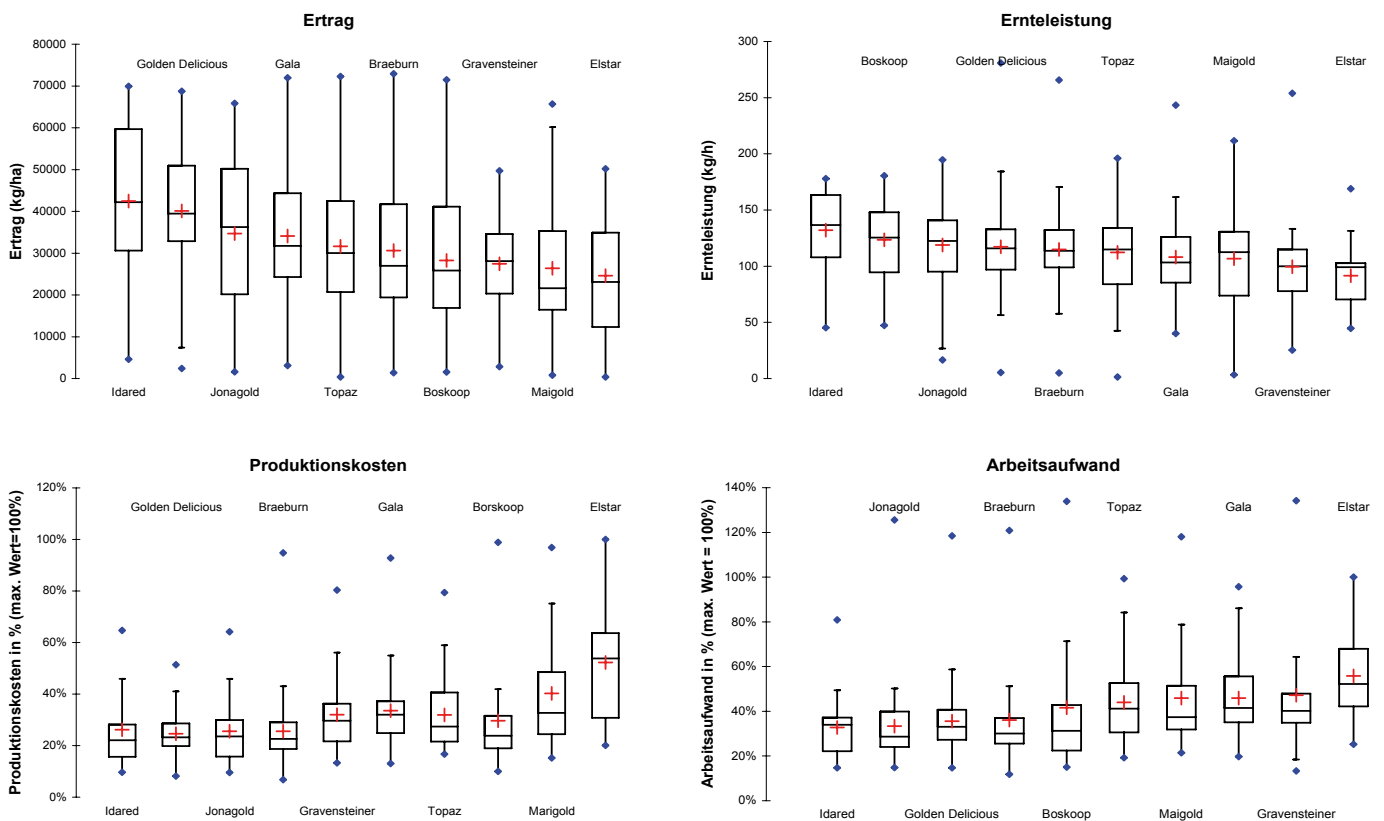 Ertrag
80000
70000
60000
50000
40000
30000
20000
10000
0
Ertrag (kg/ha)
Golden Delicious Gala Braeburn Gravensteiner Elstar
Idared Jonagold Topaz Boskoop Maigold
Ernteleistung
300
250
200
150
100
50
0
Ernteleistung (kg/h)
Boskoop Golden Delicious Topaz Maigold Elstar
Idared Jonagold Braeburn Gala Gravensteiner
Produktionskosten
120%
100%
80%
60%
40%
20%
0%
Produktionskosten in % (max. Wert=100%)
Golden Delicious Braeburn Gala Borskoop Elstar
Idared Jonagold Gravensteiner Topaz Marigold
Arbeitsaufwand
140%
120%
100%
80%
60%
40%
20%
0%
Arbeitsaufwand in % (max. Wert = 100%)
Jonagold Braeburn Topaz Gala Elstar
Idared Golden Delicious Boskoop Maigold Gravensteiner